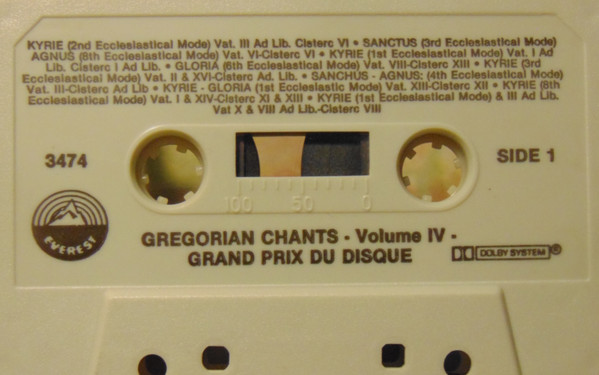 KYRIE (2nd Ecclesiastical Mode) Vat. III Ad Lib. Cisterc VI • SANCTUS (3rd Ecclesiastical Mode)
AGNUS (8th Ecclesiastical Mode) Vat. VI-Cisterc VI • KYRIE (1st Ecclesiastical Mode) Vat. I Ad
Lib. Cisterc I Ad Lib. • GLORIA (6th Ecclesiastical Mode) Vat. VIII-Cisterc XIII • KYRIE (3rd
Ecclesiastical Mode) Vat. II & XVI-Cisterc Ad. Lib. • SANCHUS - AGNUS: (4th Ecclesiastical Mode)
Vat. III-Cisterc Ad Lib • KYRIE - GLORIA (1st Ecclesiastic Mode) Vat. XIII-Cisterc XII • KYRIE (8th
Ecclesiastical Mode) Vat. I & XIV-Cisterc XI & XIII • KYRIE (1st Ecclesiastical Mode) & III Ad Lib.
Vat X & VIII Ad Lib.-Cisterc VIII
3474
SIDE 1
100 50 0
EVEREST
GREGORIAN CHANTS - Volume IV -
GRAND PRIX DU DISQUE
DOLBY SYSTEM ®